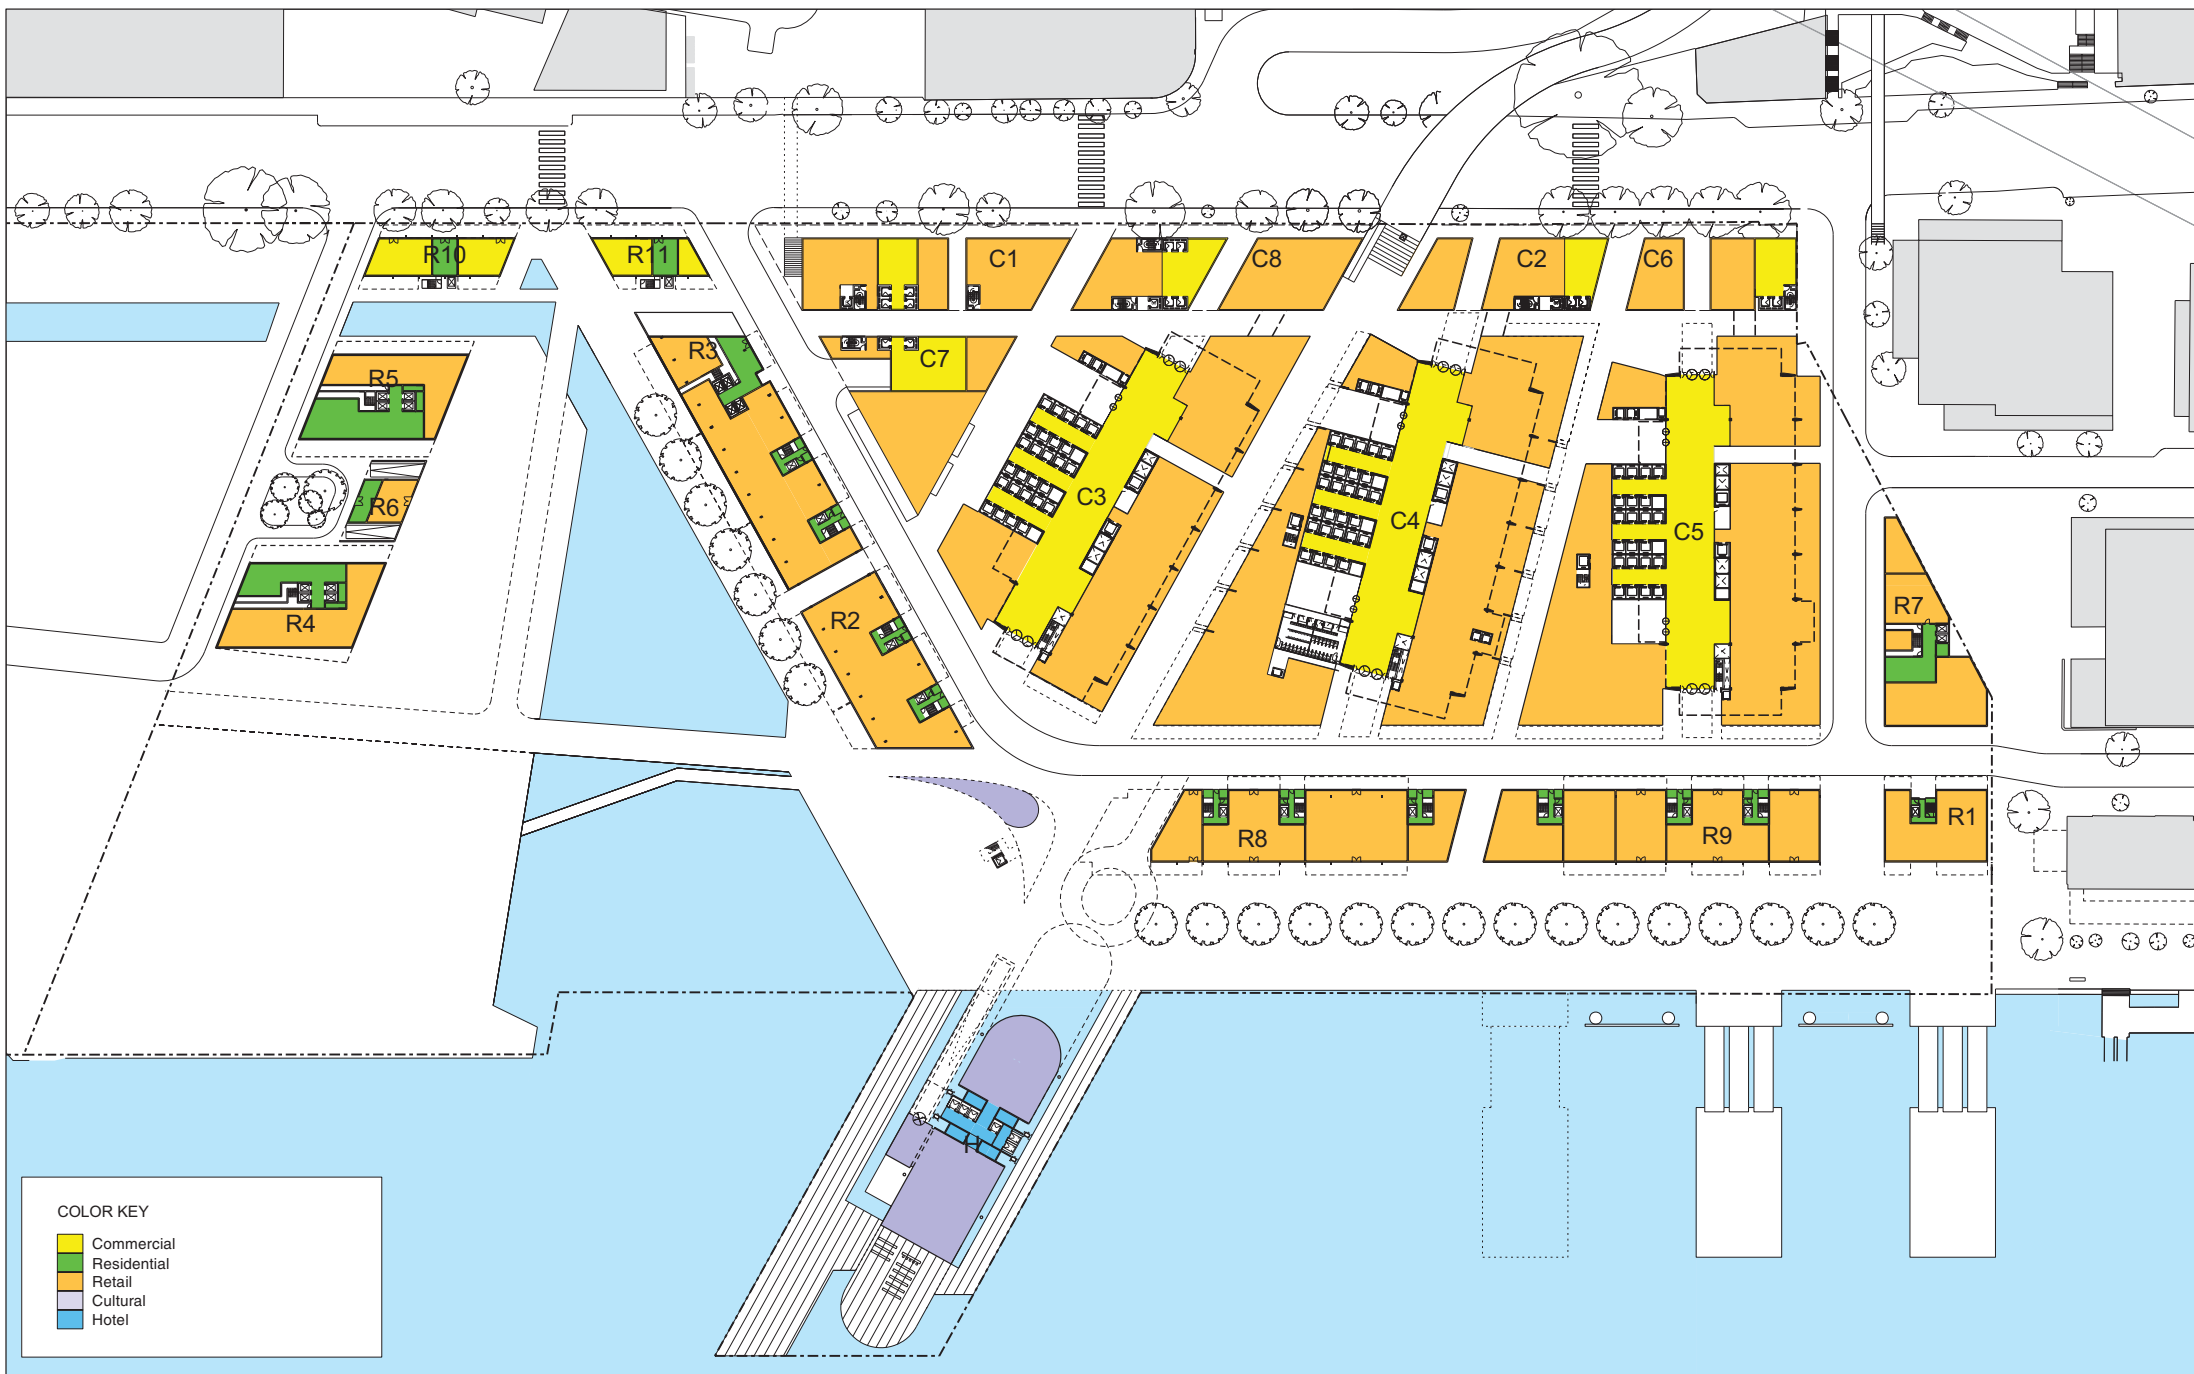 R10
R11
C1
C8
C2
C6
R3
C7
R5
R6
C3
C4
C5
R4
R2
R7
R8
R9
R1
H
COLOR KEY
Commercial
Residential
Retail
Cultural
Hotel